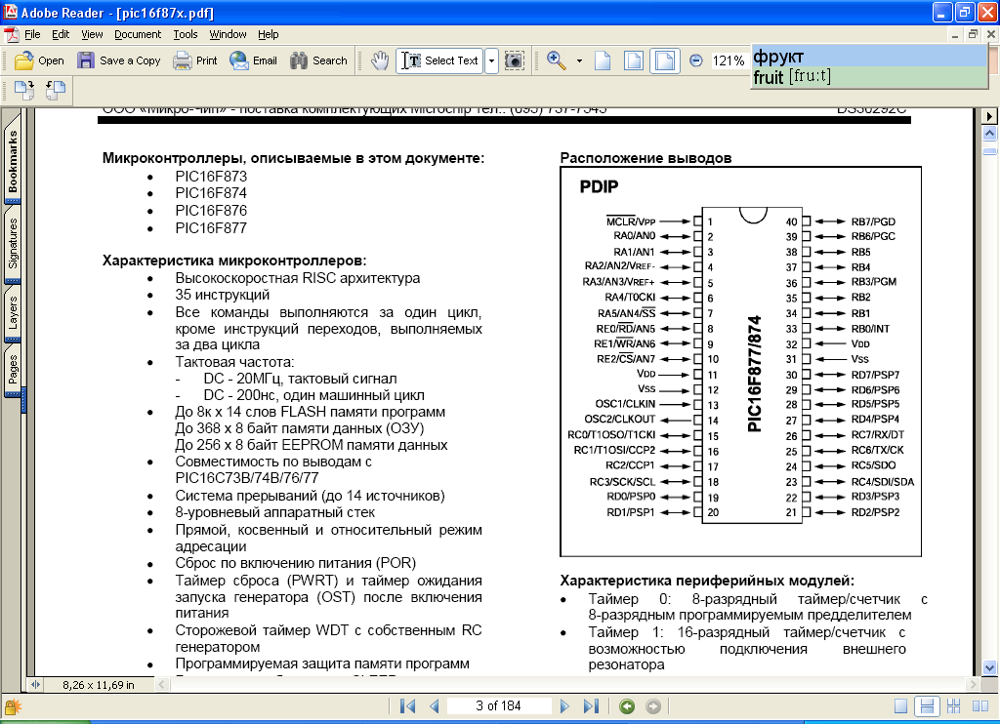 Adobe Reader - [pic16f87x.pdf]
File Edit View Document Tools Window Help
Open Save a Copy Print Email Search Select Text 121%
фрукт
fruit [fru:t]
Bookmarks
Signatures
Layers
Pages
ООО «Микро-Чип» - поставка комплектующих Microchip тел.: (095) 737-7545 DS30292C
Микроконтроллеры, описываемые в этом документе:
• PIC16F873
• PIC16F874
• PIC16F876
• PIC16F877
Характеристика микроконтроллеров:
• Высокоскоростная RISC архитектура
• 35 инструкций
• Все команды выполняются за один цикл,
кроме инструкций переходов, выполняемых
за два цикла
• Тактовая частота:
- DC - 20МГц, тактовый сигнал
- DC - 200нс, один машинный цикл
• До 8к x 14 слов FLASH памяти программ
До 368 x 8 байт памяти данных (ОЗУ)
До 256 x 8 байт EEPROM памяти данных
• Совместимость по выводам с
PIC16C73B/74B/76/77
• Система прерываний (до 14 источников)
• 8-уровневый аппаратный стек
• Прямой, косвенный и относительный режим
адресации
• Сброс по включению питания (POR)
• Таймер сброса (PWRT) и таймер ожидания
запуска генератора (OST) после включения
питания
• Сторожевой таймер WDT с собственным RC
генератором
• Программируемая защита памяти программ
Расположение выводов
PDIP
MCLR/VPP 1 40 RB7/PGD
RA0/AN0 2 39 RB6/PGC
RA1/AN1 3 38 RB5
RA2/AN2/VREF- 4 37 RB4
RA3/AN3/VREF+ 5 36 RB3/PGM
RA4/T0CKI 6 35 RB2
RA5/AN4/SS 7 34 RB1
RE0/RD/AN5 8 33 RB0/INT
RE1/WR/AN6 9 32 VDD
RE2/CS/AN7 10 31 VSS
VDD 11 30 RD7/PSP7
VSS 12 29 RD6/PSP6
OSC1/CLKIN 13 28 RD5/PSP5
OSC2/CLKOUT 14 27 RD4/PSP4
RC0/T1OSO/T1CKI 15 26 RC7/RX/DT
RC1/T1OSI/CCP2 16 25 RC6/TX/CK
RC2/CCP1 17 24 RC5/SDO
RC3/SCK/SCL 18 23 RC4/SDI/SDA
RD0/PSP0 19 22 RD3/PSP3
RD1/PSP1 20 21 RD2/PSP2
PIC16F877/874
Характеристика периферийных модулей:
• Таймер 0: 8-разрядный таймер/счетчик с
8-разрядным программируемым предделителем
• Таймер 1: 16-разрядный таймер/счетчик с
возможностью подключения внешнего
резонатора
8,26 x 11,69 in
3 of 184